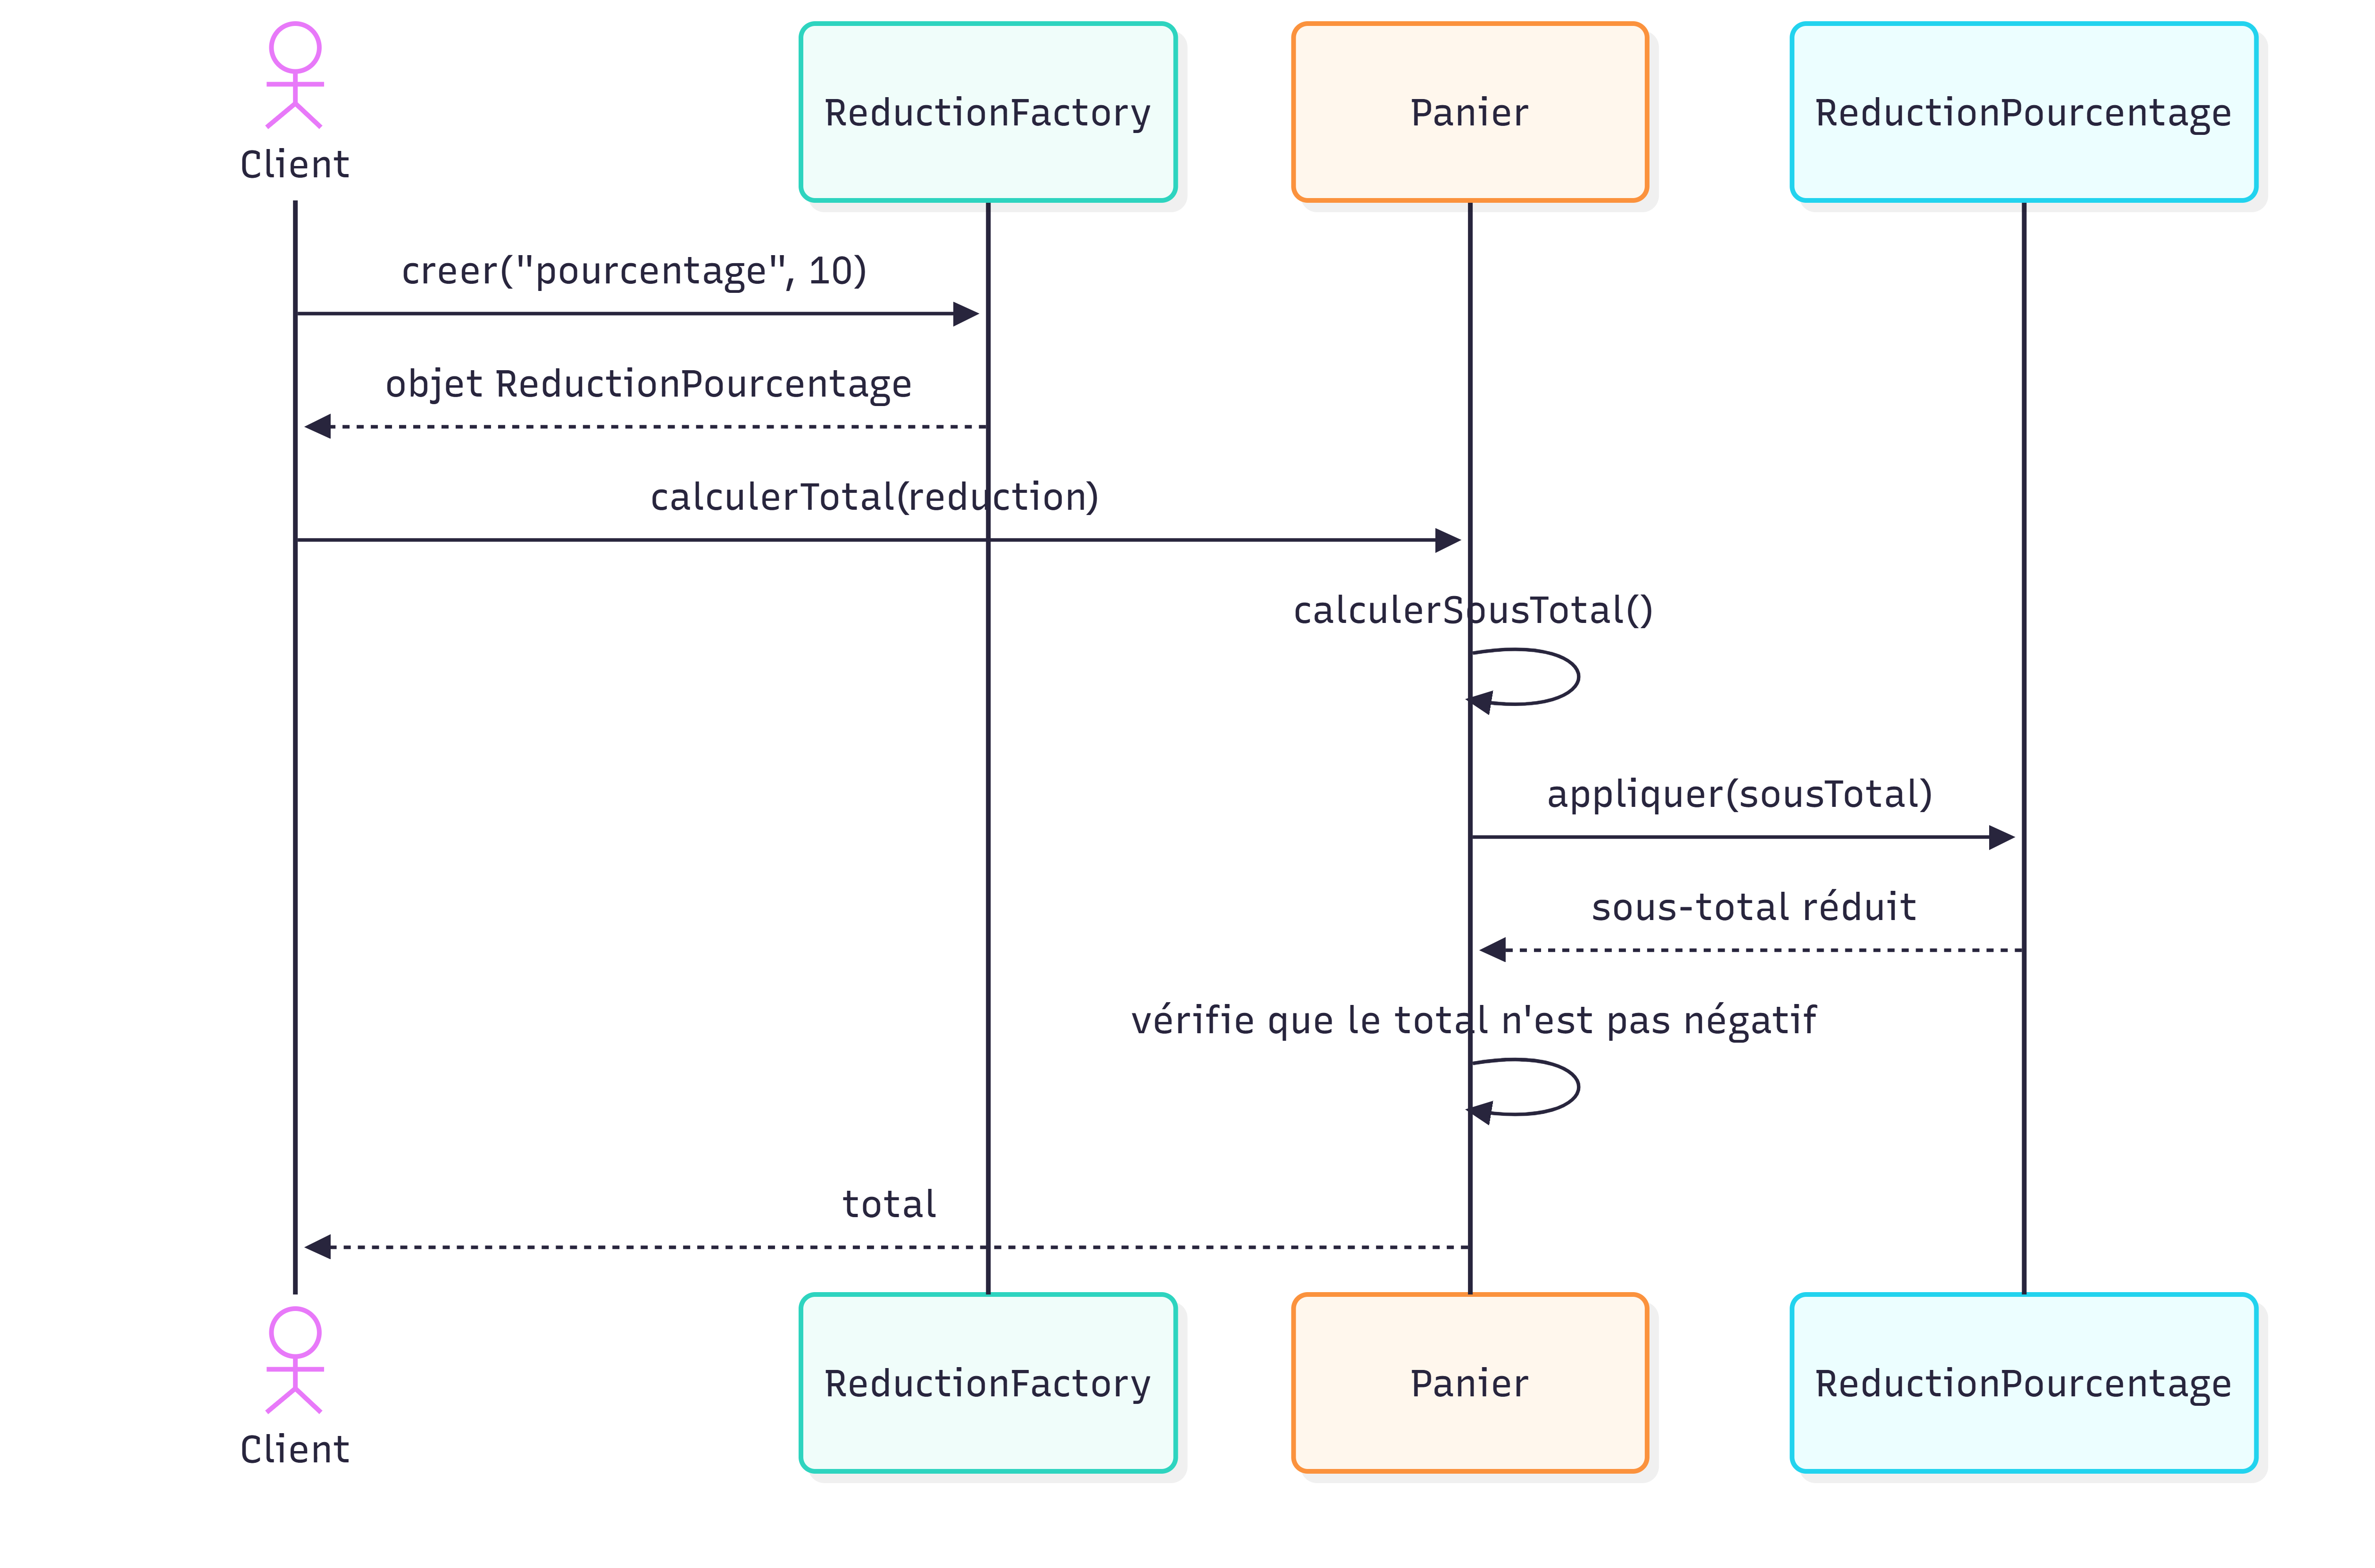 Client
ReductionFactory
Panier
ReductionPourcentage
creer("pourcentage", 10)
objet ReductionPourcentage
calculerTotal(reduction)
calculerSousTotal()
appliquer(sousTotal)
sous-total réduit
vérifie que le total n'est pas négatif
total
ReductionFactory
Panier
ReductionPourcentage
Client